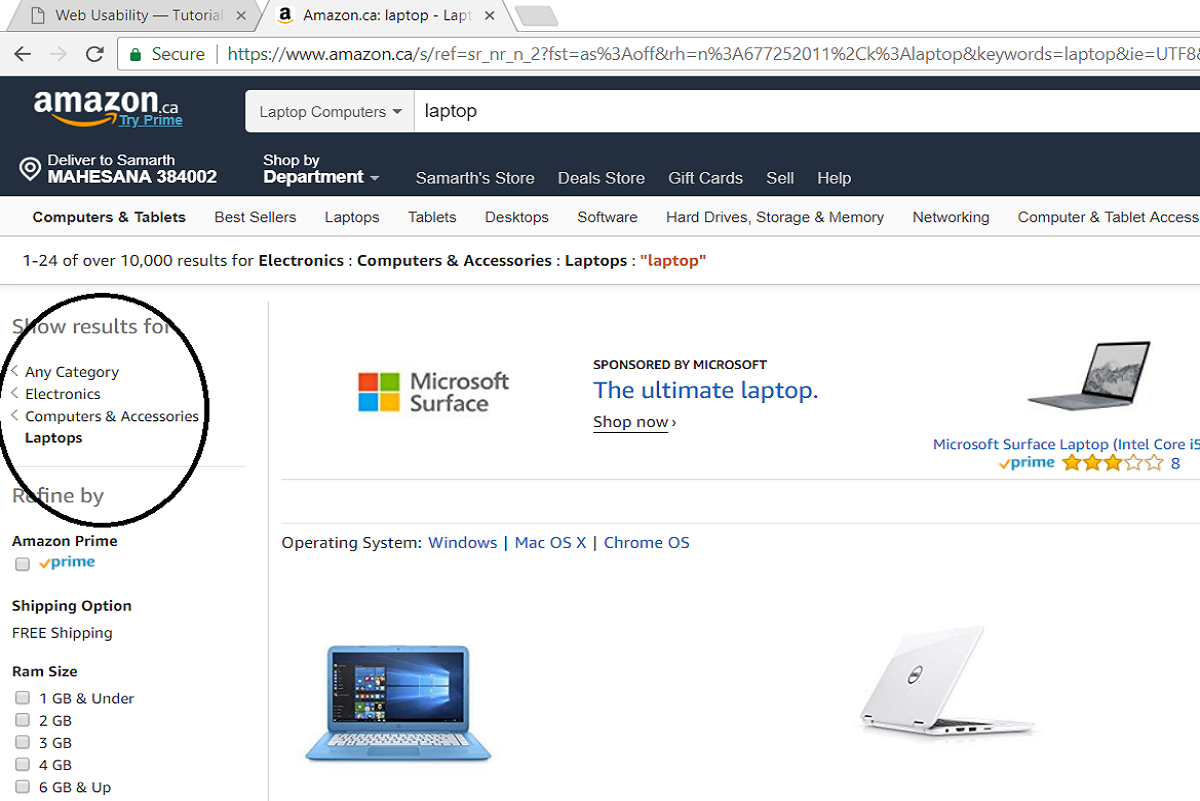 Web Usability — Tutorial
Amazon.ca: laptop - Lapt
Secure
https://www.amazon.ca/s/ref=sr_nr_n_2?fst=as%3Aoff&rh=n%3A677252011%2Ck%3Alaptop&keywords=laptop&ie=UTF8&
amazon.ca
Try Prime
Laptop Computers
laptop
Deliver to Samarth
MAHESANA 384002
Shop by
Department
Samarth's Store Deals Store Gift Cards Sell Help
Computers & Tablets Best Sellers Laptops Tablets Desktops Software Hard Drives, Storage & Memory Networking Computer & Tablet Access
1-24 of over 10,000 results for Electronics : Computers & Accessories : Laptops : "laptop"
Show results for
Any Category
Electronics
Computers & Accessories
Laptops
Refine by
Amazon Prime
prime
Shipping Option
FREE Shipping
Ram Size
1 GB & Under
2 GB
3 GB
4 GB
6 GB & Up
Microsoft
Surface
SPONSORED BY MICROSOFT
The ultimate laptop.
Shop now ›
Microsoft Surface Laptop (Intel Core i5
prime 8
Operating System: Windows | Mac OS X | Chrome OS
DELL